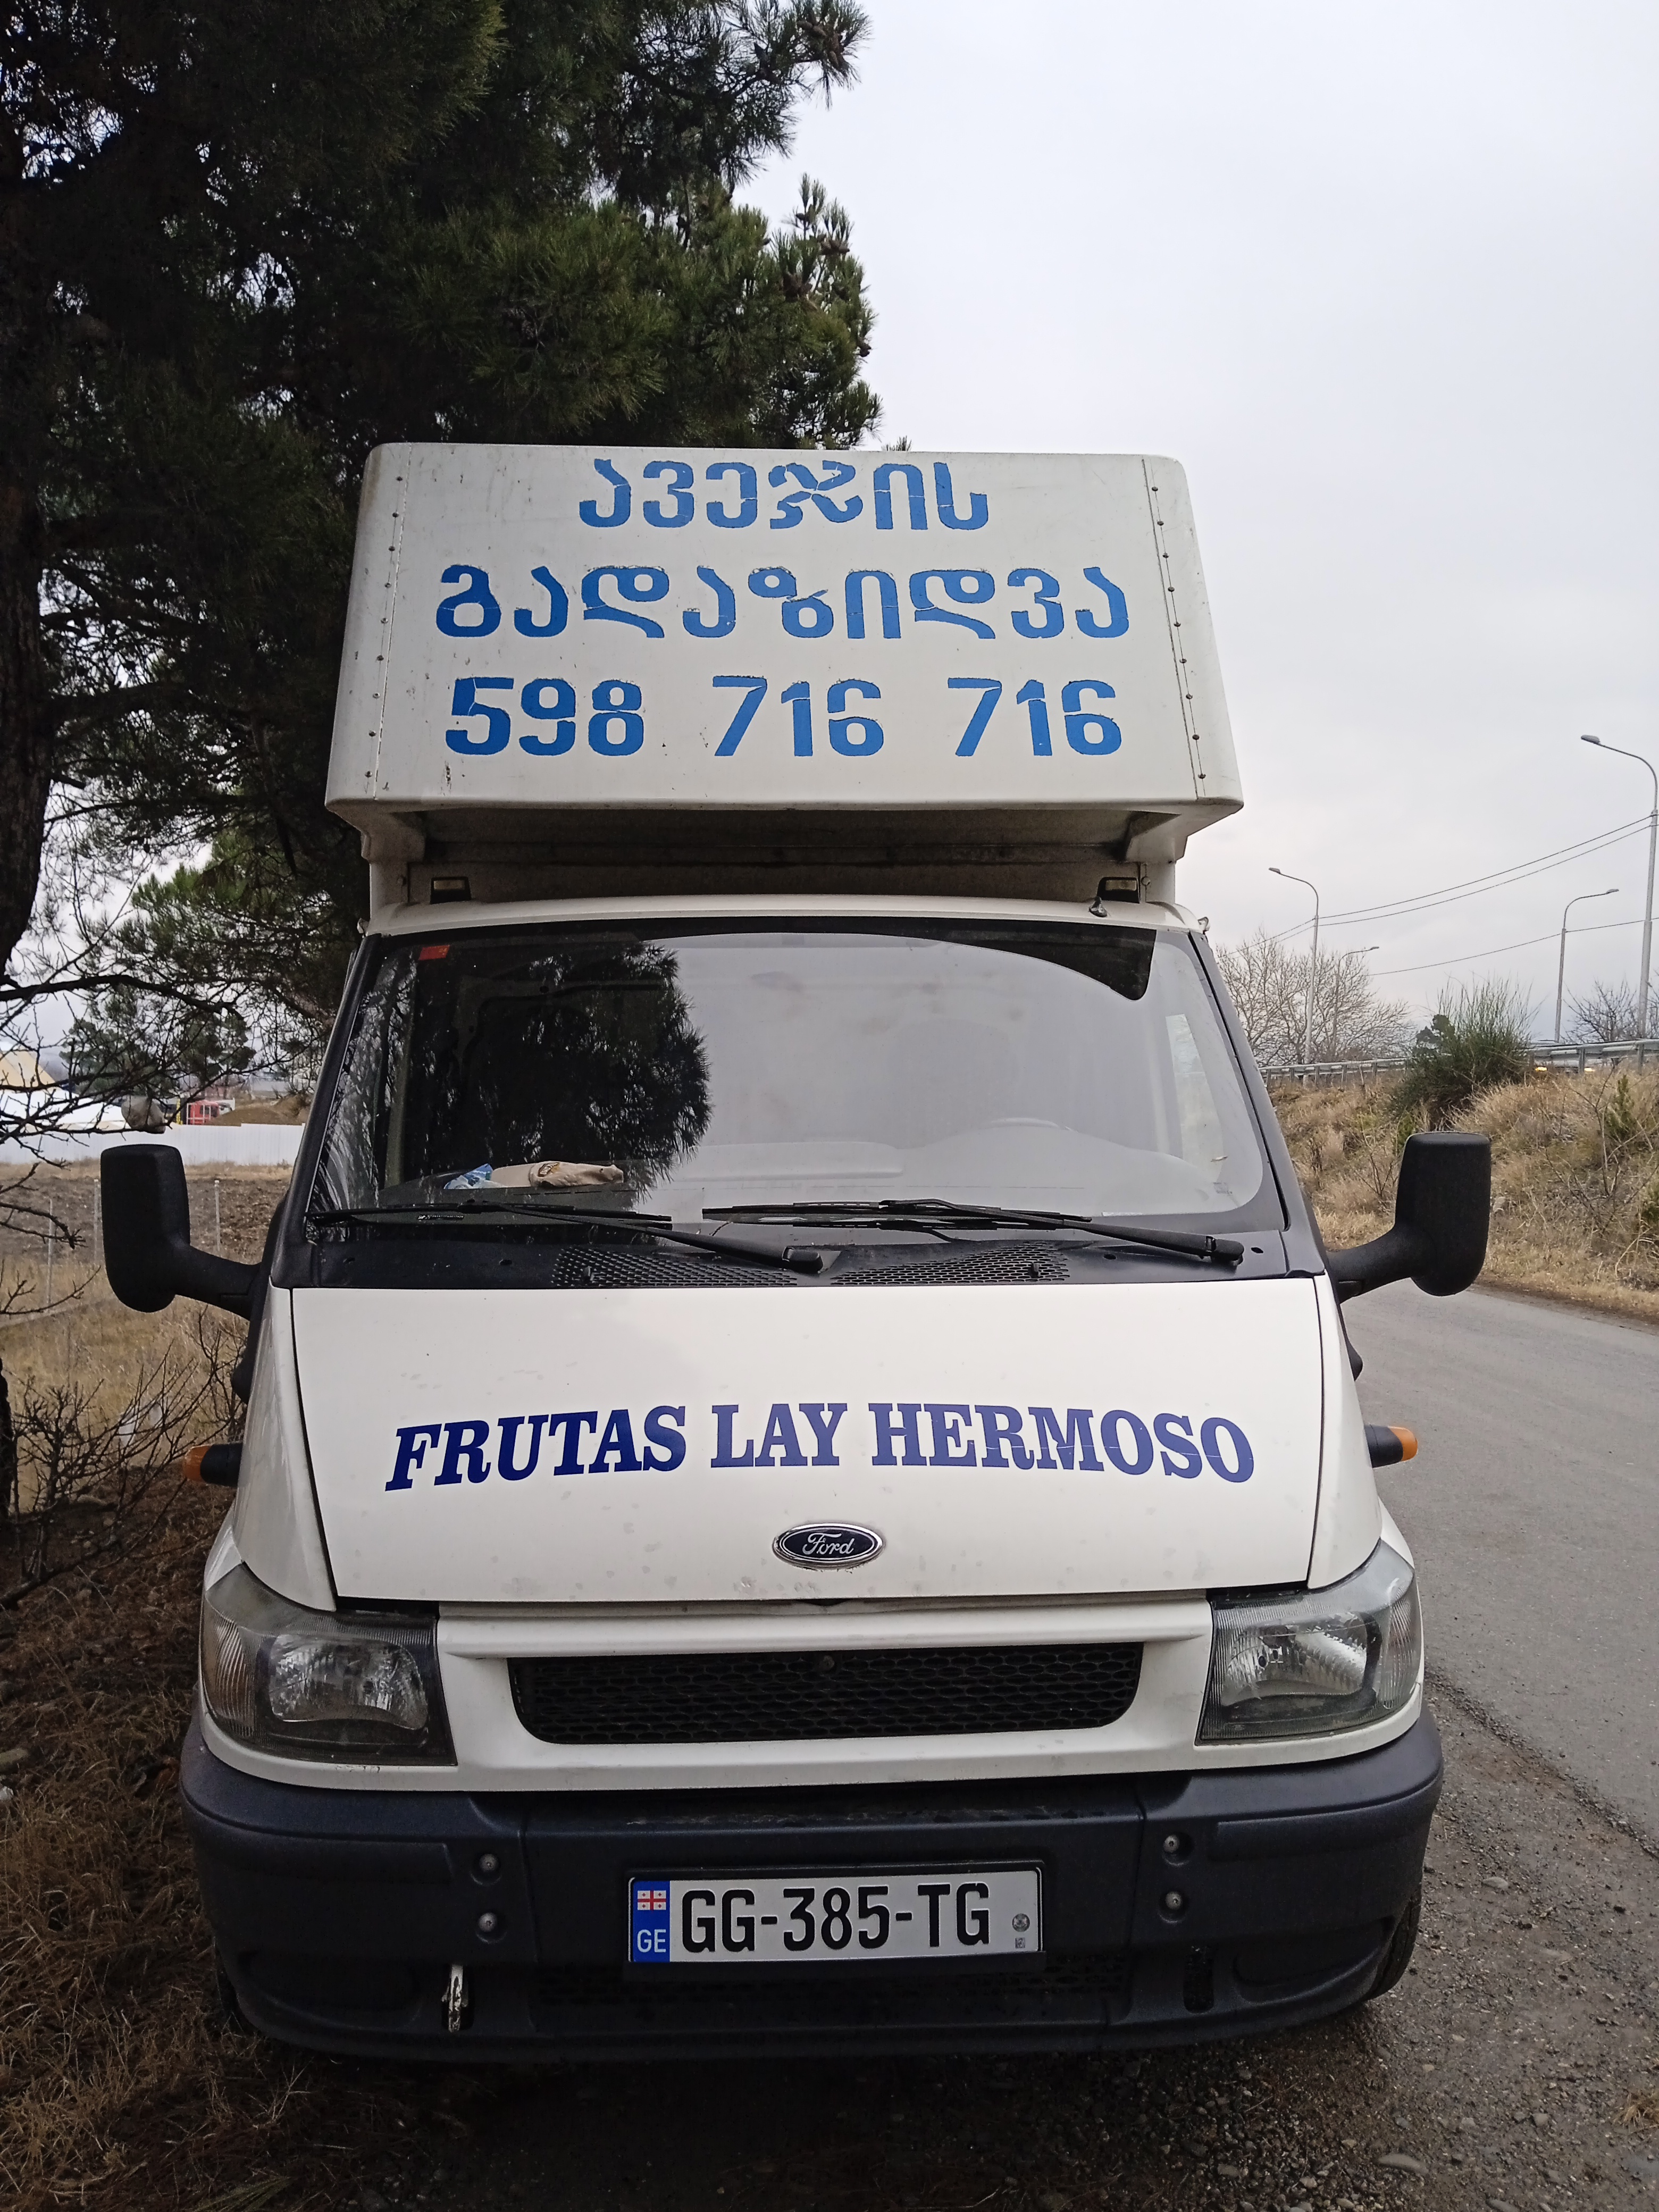 ავეჯის
გადაზიდვა
598 716 716
FRUTAS LAY HERMOSO
Ford
GE GG-385-TG